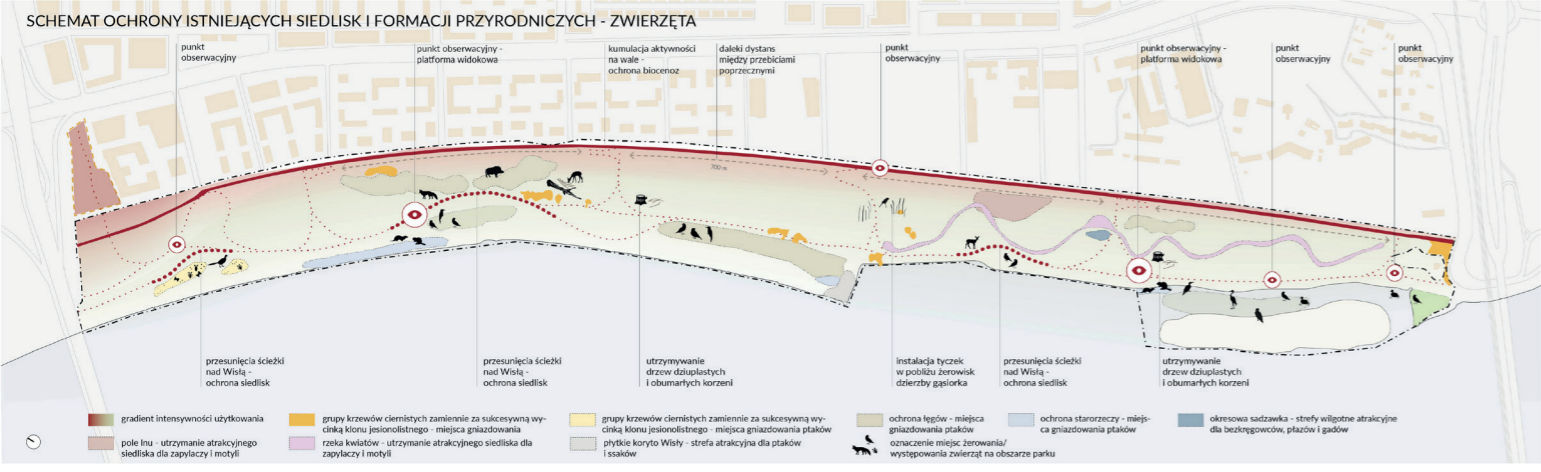 SCHEMAT OCHRONY ISTNIEJĄCYCH SIEDLISK I FORMACJI PRZYRODNICZYCH - ZWIERZĘTA
punkt
obserwacyjny
punkt obserwacyjny -
platforma widokowa
kumulacja aktywności
na wale -
ochrona biocenoz
daleki dystans
między przebiciami
poprzecznymi
punkt
obserwacyjny
punkt obserwacyjny -
platforma widokowa
punkt
obserwacyjny
punkt
obserwacyjny
700 m
przesunięcia ścieżki
nad Wisłą -
ochrona siedlisk
przesunięcia ścieżki
nad Wisłą -
ochrona siedlisk
utrzymywanie
drzew dziuplastych
i obumarłych korzeni
instalacja tyczek
w pobliżu żerowisk
dzierzby gąsiorka
przesunięcia ścieżki
nad Wisłą -
ochrona siedlisk
utrzymywanie
drzew dziuplastych
i obumarłych korzeni
gradient intensywności użytkowania
pole lnu - utrzymanie atrakcyjnego
siedliska dla zapylaczy i motyli
grupy krzewów ciernistych zamiennie za sukcesywną wy-
cinką klonu jesionolistnego - miejsca gniazdowania
rzeka kwiatów - utrzymanie atrakcyjnego siedliska dla
zapylaczy i motyli
grupy krzewów ciernistych zamiennie za sukcesywną wy-
cinką klonu jesionolistnego - miejsca gniazdowania ptaków
płytkie koryto Wisły - strefa atrakcyjna dla ptaków
i ssaków
ochrona łęgów - miejsca
gniazdowania ptaków
oznaczenie miejsc żerowania/
występowania zwierząt na obszarze parku
ochrona starorzeczy - miejs-
ca gniazdowania ptaków
okresowa sadzawka - strefy wilgotne atrakcyjne
dla bezkręgowców, płazów i gadów